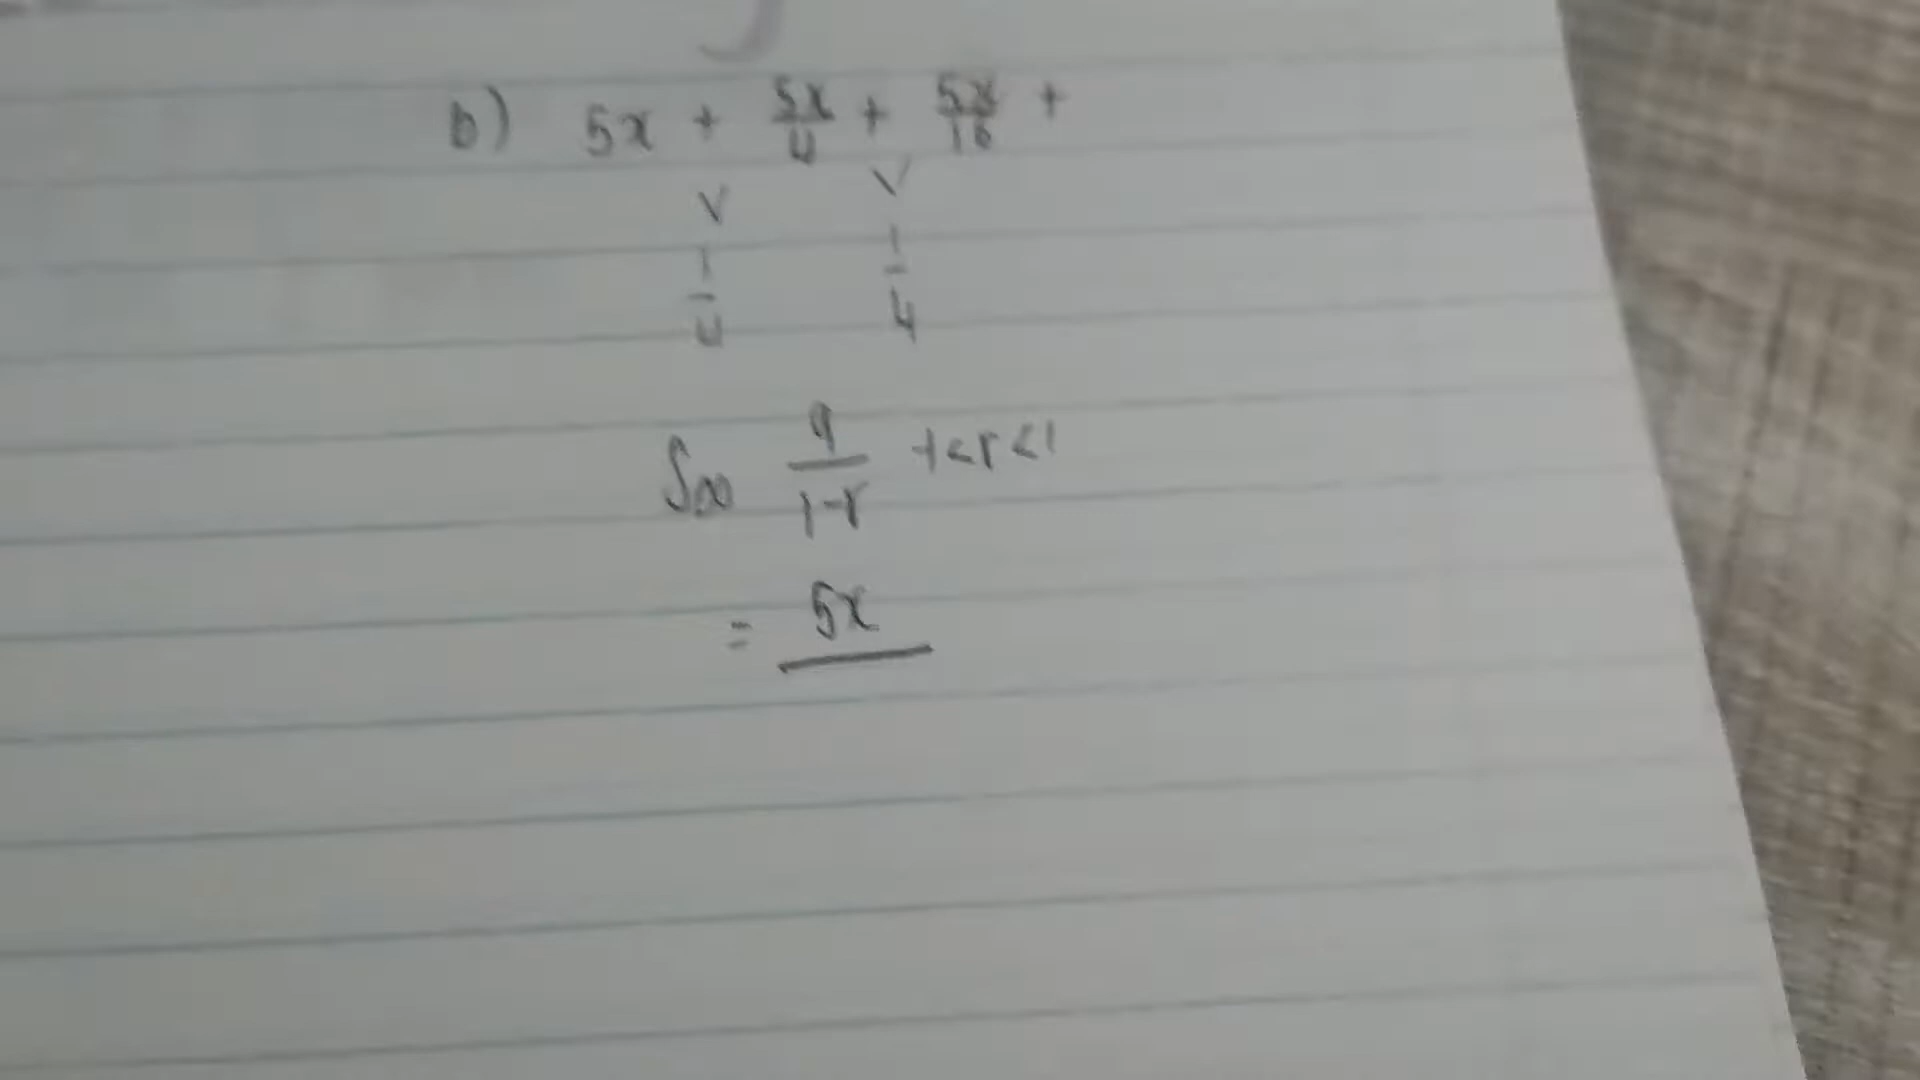 b) 5x + 5x/4 + 5x/16 +
V V
1/4 1/4
S∞ a/1-r -1<r<1
= 5x